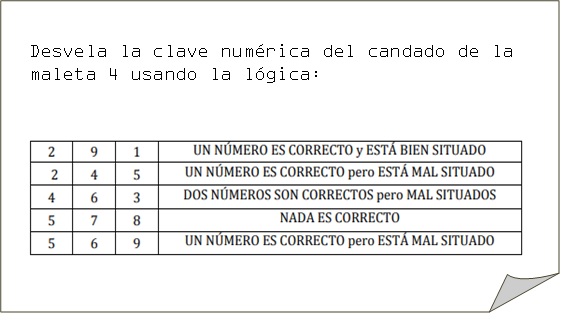 Desvela la clave numérica del candado de la
maleta 4 usando la lógica:
2 9 1 UN NÚMERO ES CORRECTO y ESTÁ BIEN SITUADO
2 4 5 UN NÚMERO ES CORRECTO pero ESTÁ MAL SITUADO
4 6 3 DOS NÚMEROS SON CORRECTOS pero MAL SITUADOS
5 7 8 NADA ES CORRECTO
5 6 9 UN NÚMERO ES CORRECTO pero ESTÁ MAL SITUADO